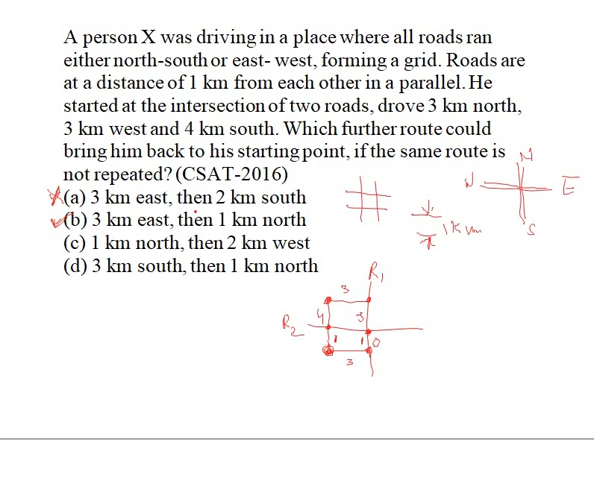 A person X was driving in a place where all roads ran
either north-south or east- west, forming a grid. Roads are
at a distance of 1 km from each other in a parallel. He
started at the intersection of two roads, drove 3 km north,
3 km west and 4 km south. Which further route could
bring him back to his starting point, if the same route is
not repeated? (CSAT-2016)
(a) 3 km east, then 2 km south
(b) 3 km east, then 1 km north
(c) 1 km north, then 2 km west
(d) 3 km south, then 1 km north
N
W E
S
1 km
R1
3
4 3
R2
1 1 0
3